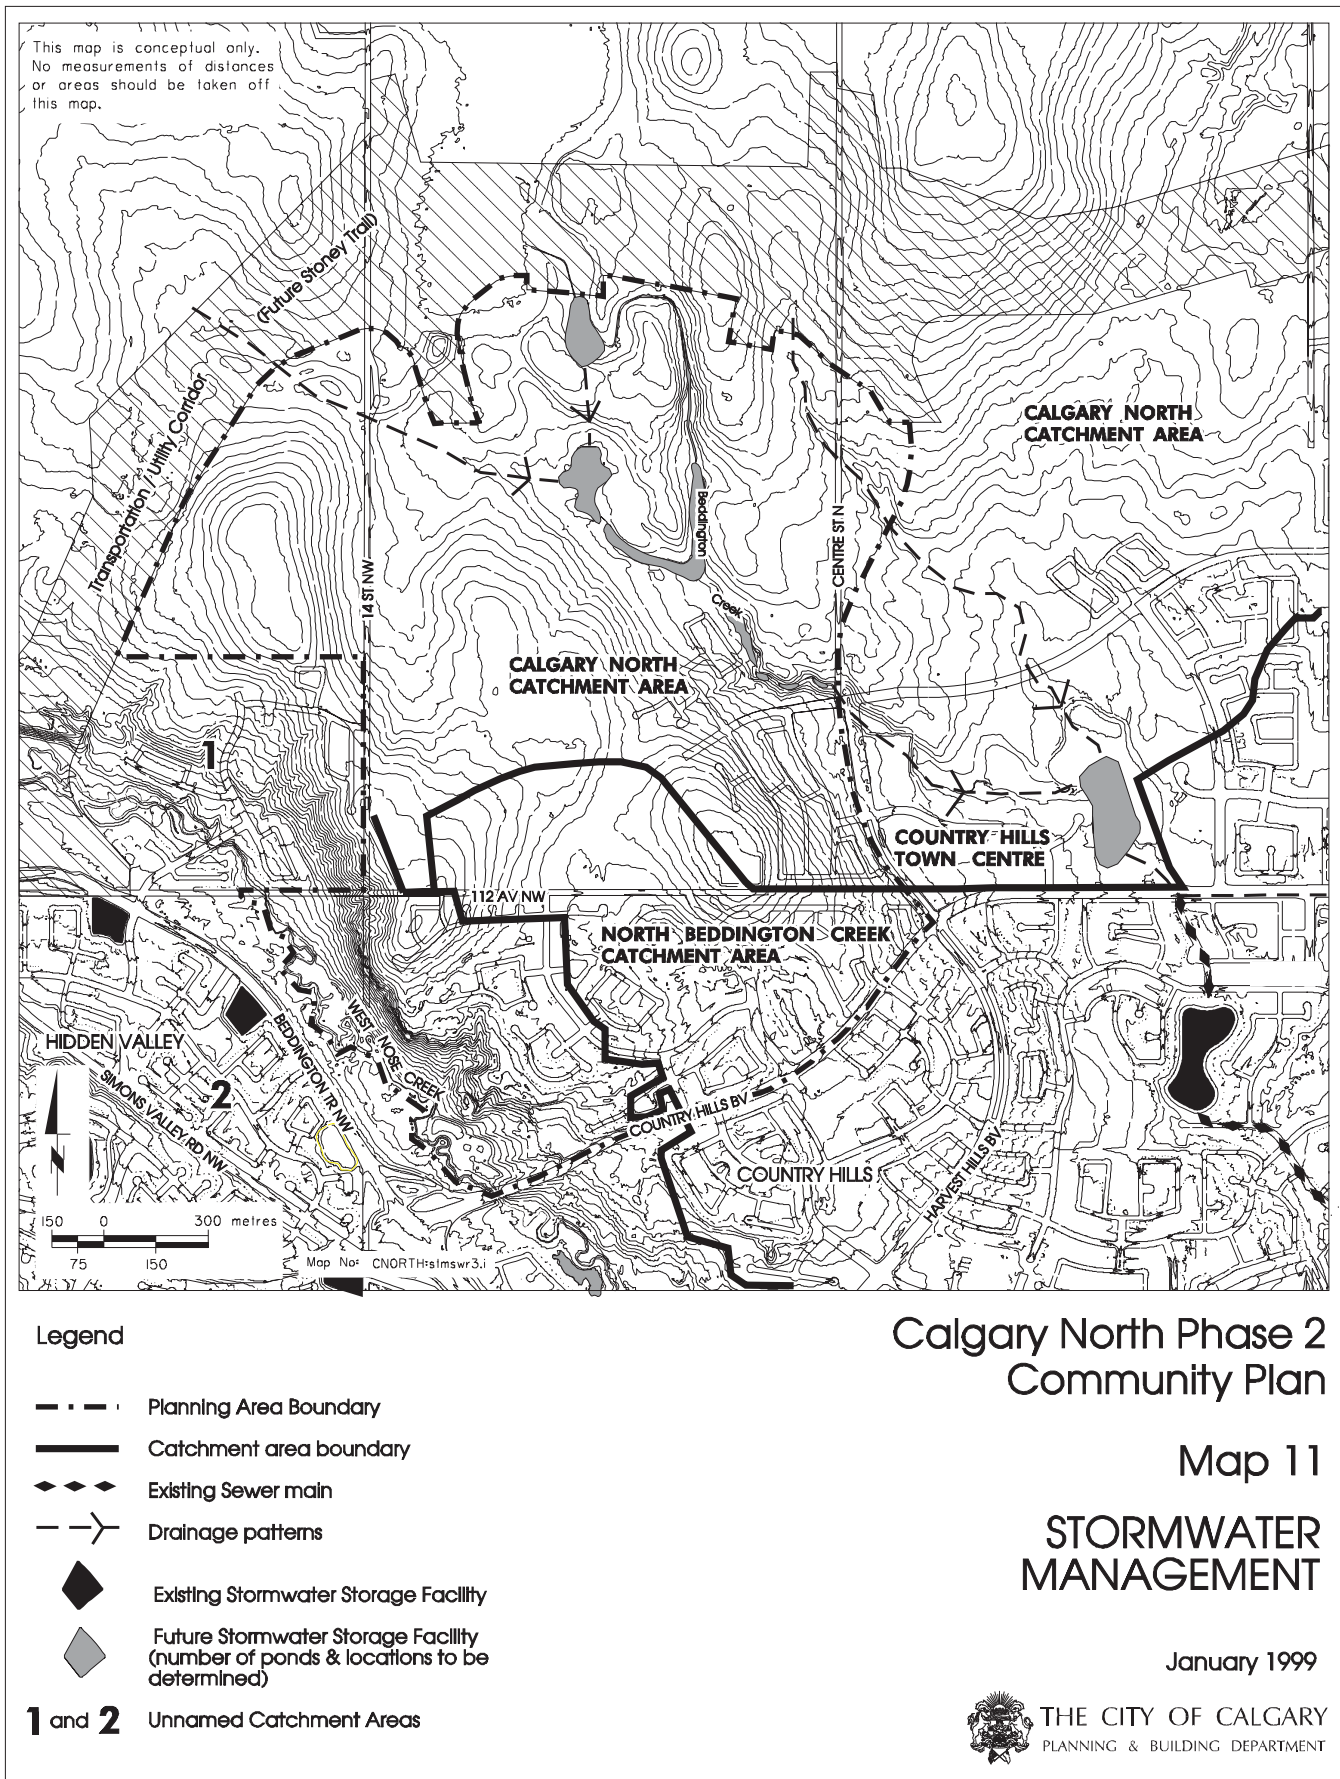 This map is conceptual only.
No measurements of distances
or areas should be taken off
this map.
(Future Stoney Trail)
Transportation / Utility Corridor
14 ST NW
CENTRE ST N
Beddington
Creek
CALGARY NORTH
CATCHMENT AREA
CALGARY NORTH
CATCHMENT AREA
1
COUNTRY HILLS
TOWN CENTRE
112 AV NW
NORTH BEDDINGTON CREEK
CATCHMENT AREA
HIDDEN VALLEY
WEST NOSE CREEK
BEDDINGTON TR NW
SIMONS VALLEY RD NW
2
COUNTRY HILLS BV
COUNTRY HILLS
HARVEST HILLS BV
N
150 0 300 metres
75 150
Map No: CNORTH:stmswr3.i
Legend
Planning Area Boundary
Catchment area boundary
Existing Sewer main
Drainage patterns
Existing Stormwater Storage Facility
Future Stormwater Storage Facility
(number of ponds & locations to be
determined)
1 and 2 Unnamed Catchment Areas
Calgary North Phase 2
Community Plan
Map 11
STORMWATER
MANAGEMENT
January 1999
THE CITY OF CALGARY
PLANNING & BUILDING DEPARTMENT